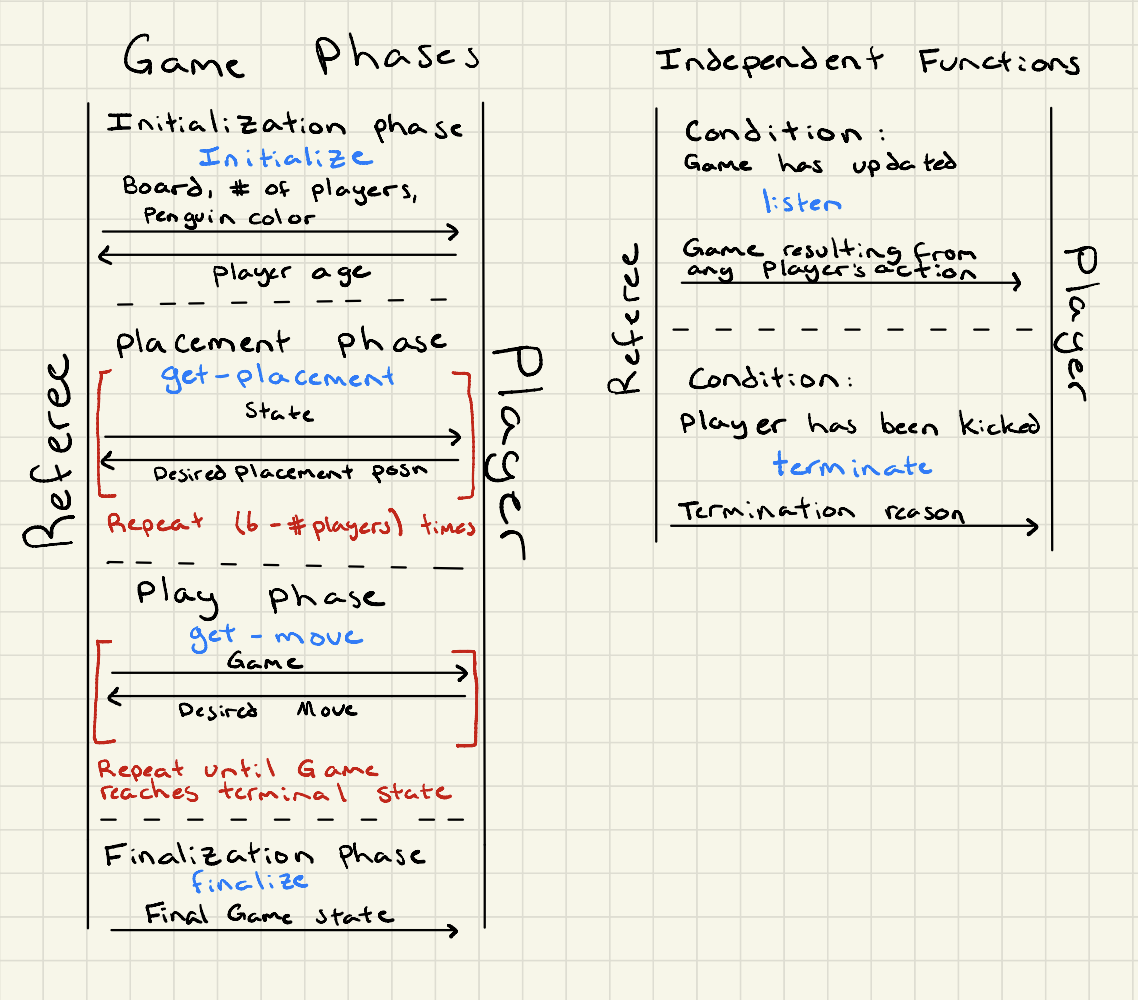 Game Phases
Initialization phase
Initialize
Board, # of players,
Penguin color
Player age
Placement phase
get-placement
State
Desired placement posn
Repeat (6 - # players) times
Play phase
get-move
Game
Desired Move
Repeat until Game
reaches terminal state
Finalization phase
finalize
Final Game state
Referee
Player
Independent Functions
Condition:
Game has updated
listen
Game resulting from
any player's action
Condition:
Player has been kicked
terminate
Termination reason
Referee
Player